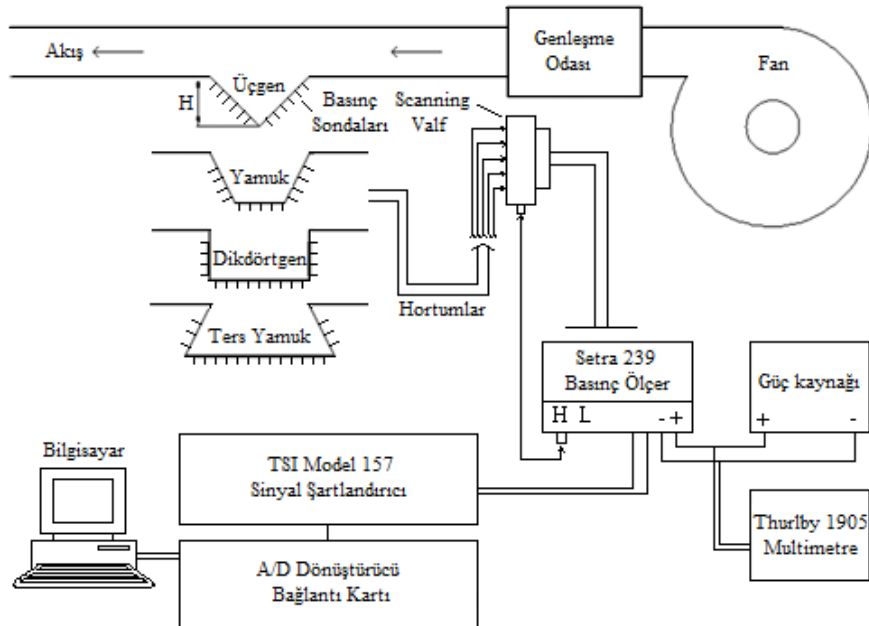 Akış
Genleşme
Odası
Fan
Üçgen
H
Basınç
Sondaları
Scanning
Valf
Yamuk
Dikdörtgen
Hortumlar
Ters Yamuk
Setra 239
Basınç Ölçer
H L - +
Güç kaynağı
+ -
Bilgisayar
TSI Model 157
Sinyal Şartlandırıcı
Thurlby 1905
Multimetre
A/D Dönüştürücü
Bağlantı Kartı